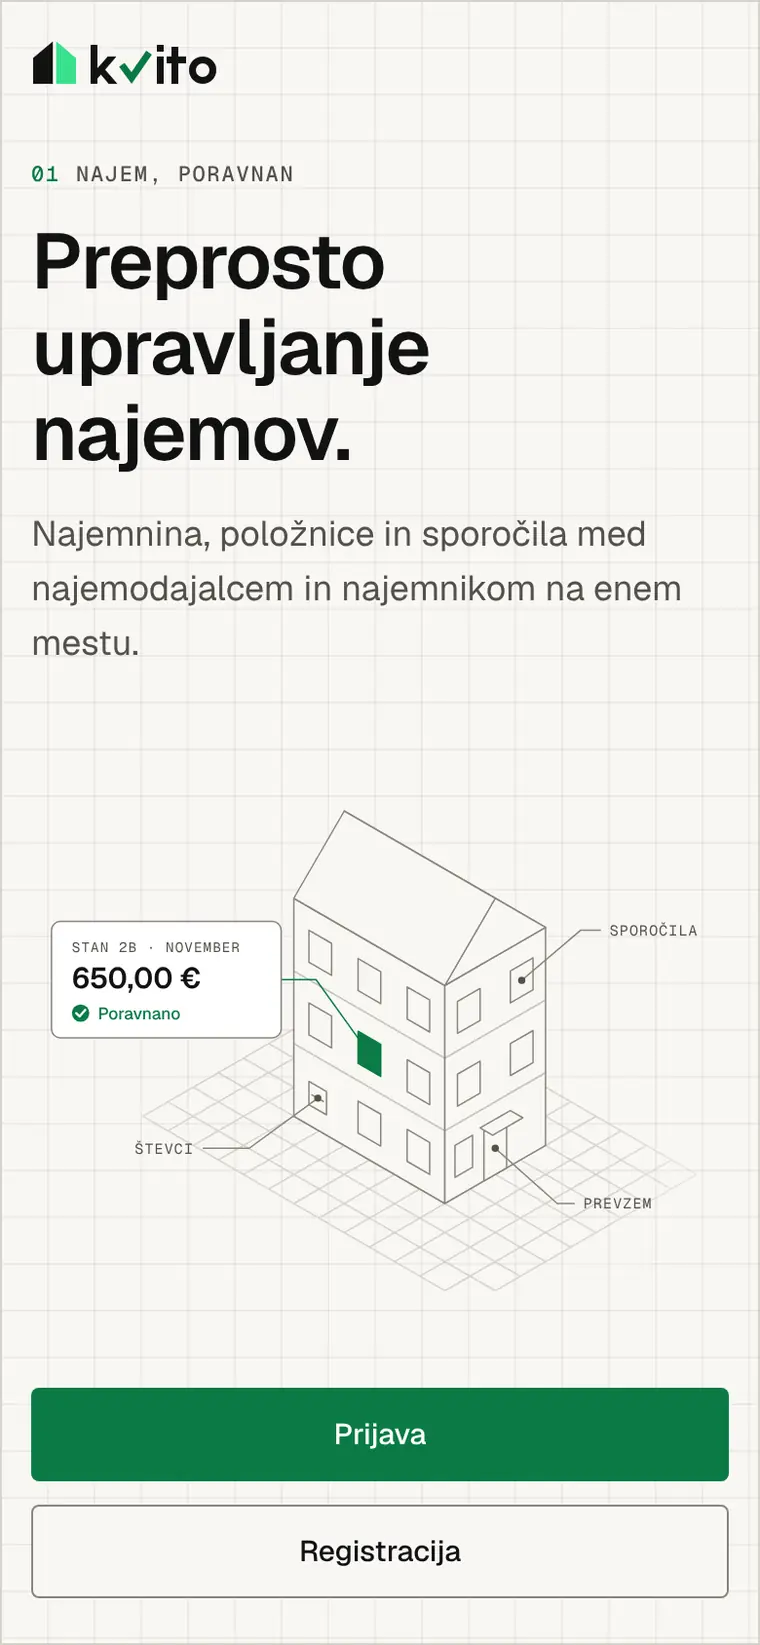 kvito
01 NAJEM, PORAVNAN
Preprosto
upravljanje
najemov.
Najemnina, položnice in sporočila med
najemodajalcem in najemnikom na enem
mestu.
STAN 2B · NOVEMBER
650,00 €
Poravnano
SPOROČILA
ŠTEVCI
PREVZEM
Prijava
Registracija